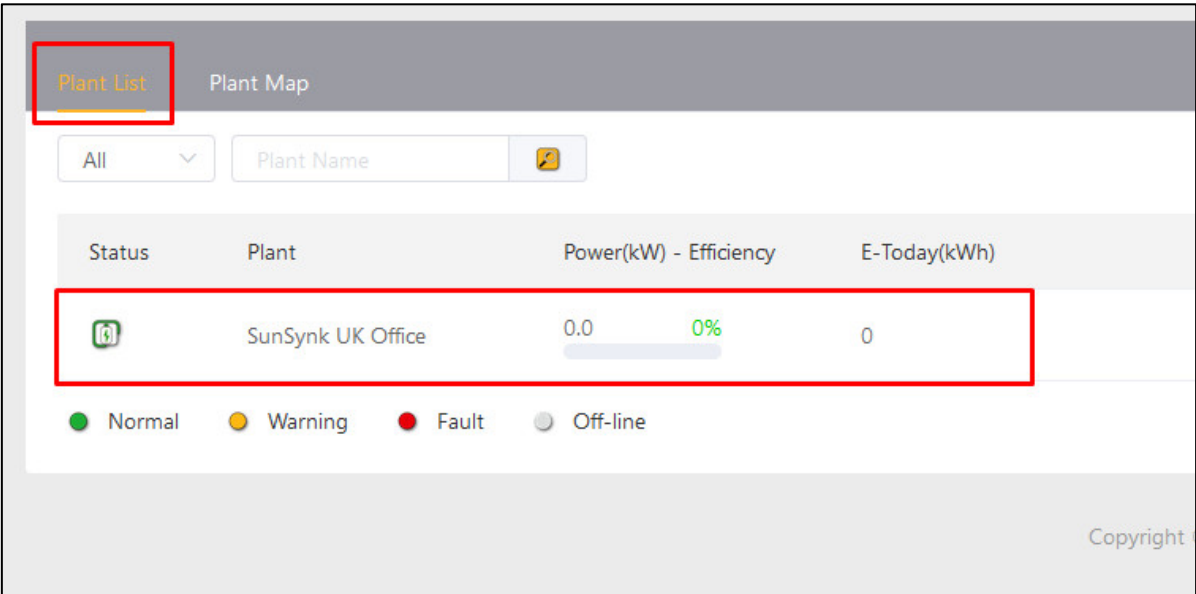 Plant List Plant Map
All Plant Name
Status Plant Power(kW) - Efficiency E-Today(kWh)
SunSynk UK Office 0.0 0% 0
Normal Warning Fault Off-line
Copyright